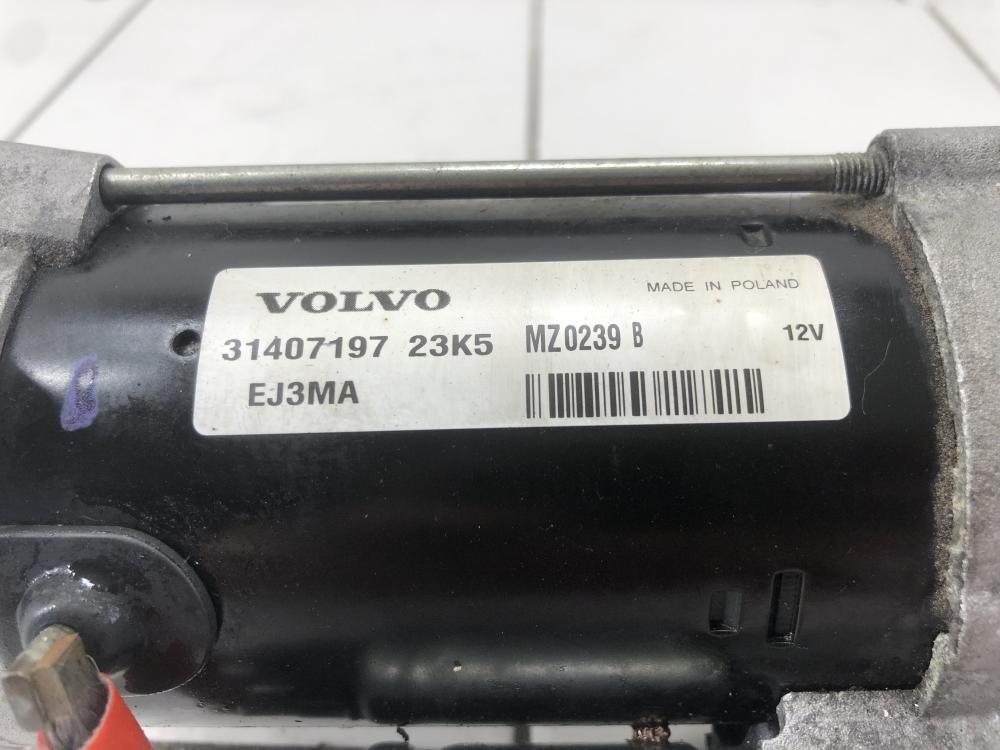 VOLVO
MADE IN POLAND
31407197 23K5 MZ0239 B 12V
EJ3MA